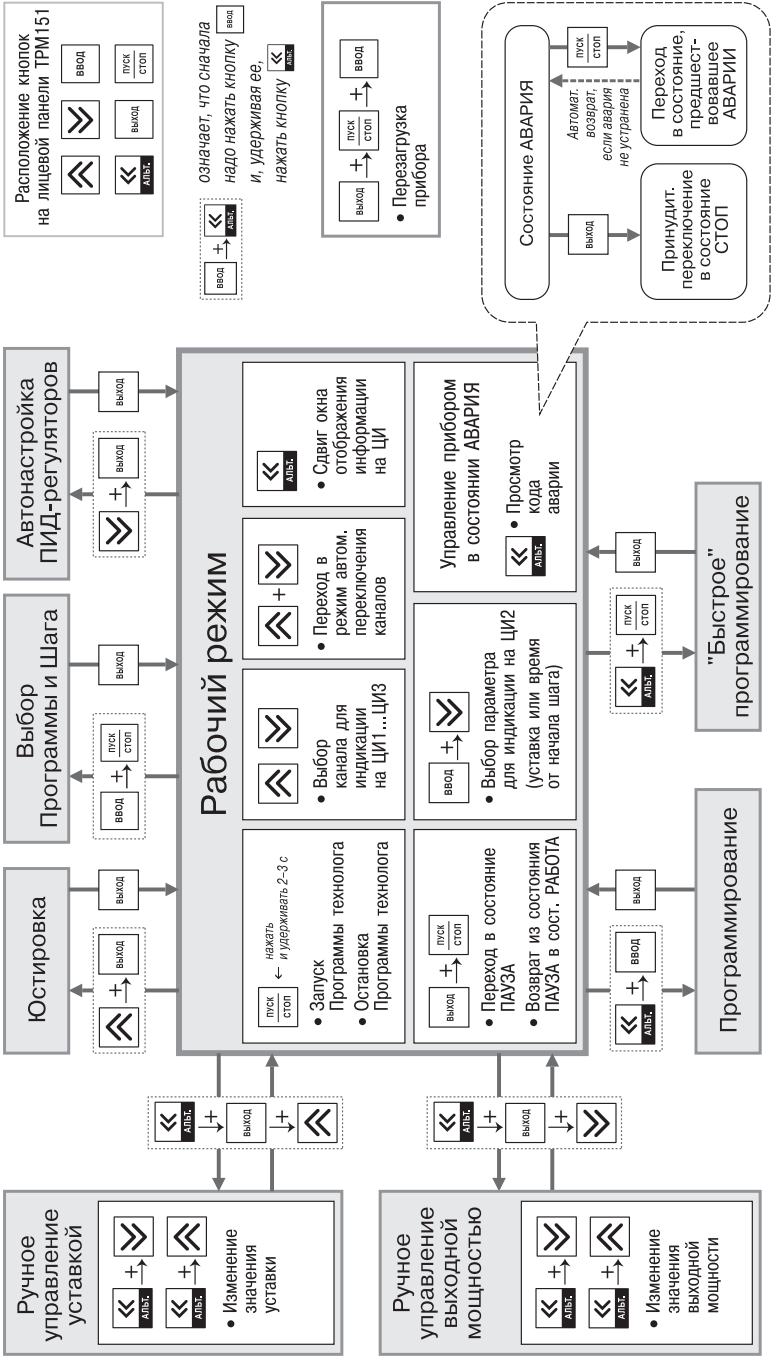 Ручное
управление
уставкой
АЛЬТ.
+
АЛЬТ.
+
• Изменение
значения
уставки
АЛЬТ.
+
ВЫХОД
+
Ручное
управление
выходной
мощностью
АЛЬТ.
+
АЛЬТ.
+
• Изменение
значения
выходной
мощности
АЛЬТ.
+
ВЫХОД
+
Юстировка
+
ВЫХОД
ВЫХОД
Выбор
Программы и Шага
ВВОД
+
ПУСК
СТОП
ВЫХОД
Автонастройка
ПИД-регуляторов
+
ВЫХОД
ВЫХОД
Рабочий режим
ПУСК
СТОП
← нажать
и удерживать 2–3 с
• Запуск
Программы технолога
• Остановка
Программы технолога
• Выбор
канала для
индикации
на ЦИ1...ЦИ3
+
• Переход в
режим автом.
переключения
каналов
АЛЬТ.
• Сдвиг окна
отображения
информации
на ЦИ
ВЫХОД
+
ПУСК
СТОП
• Переход в состояние
ПАУЗА
• Возврат из состояния
ПАУЗА в сост. РАБОТА
ВВОД
+
• Выбор параметра
для индикации на ЦИ2
(уставка или время
от начала шага)
Управление прибором
в состоянии АВАРИЯ
АЛЬТ.
• Просмотр
кода
аварии
АЛЬТ.
+
ВВОД
ВЫХОД
Программирование
АЛЬТ.
+
ПУСК
СТОП
ВЫХОД
"Быстрое"
программирование
Расположение кнопок
на лицевой панели ТРМ151
ВВОД
АЛЬТ.
ВЫХОД
ПУСК
СТОП
ВВОД
+
АЛЬТ.
означает, что сначала
надо нажать кнопку ВВОД
и, удерживая ее,
нажать кнопку АЛЬТ.
ВЫХОД
+
ПУСК
СТОП
+
ВВОД
• Перезагрузка
прибора
Состояние АВАРИЯ
ВЫХОД
Автомат.
возврат,
если авария
не устранена
ПУСК
СТОП
Принудит.
переключение
в состояние
СТОП
Переход
в состояние,
предшест-
вовавшее
АВАРИИ